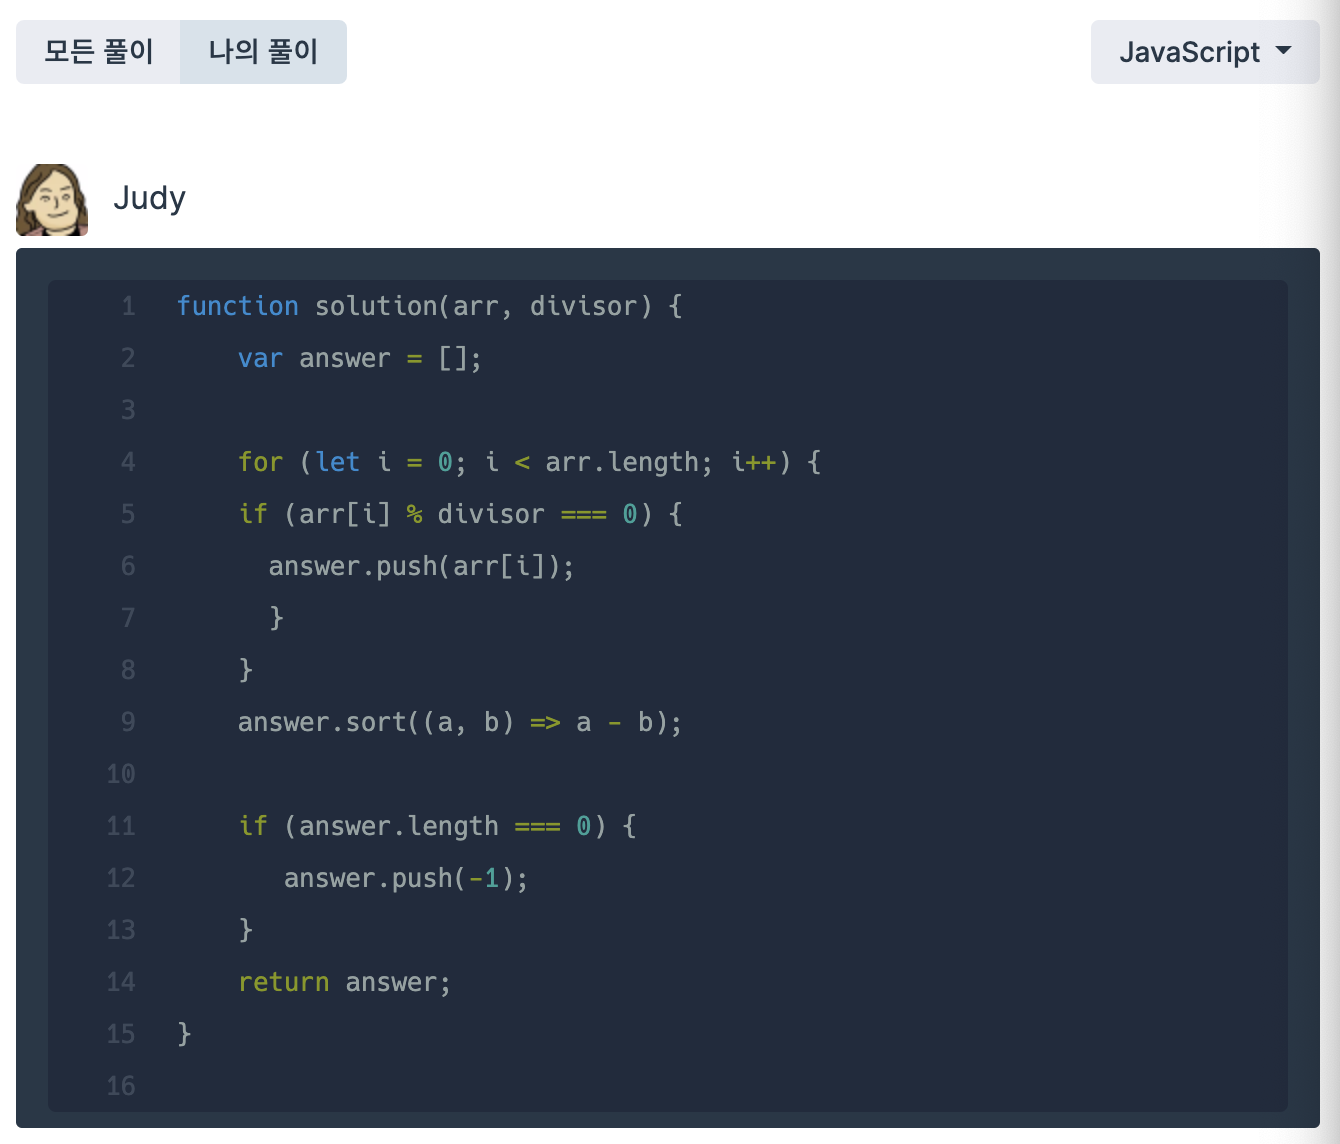 모든 풀이 나의 풀이 JavaScript
Judy
1 function solution(arr, divisor) {
2 var answer = [];
3
4 for (let i = 0; i < arr.length; i++) {
5 if (arr[i] % divisor === 0) {
6 answer.push(arr[i]);
7 }
8 }
9 answer.sort((a, b) => a - b);
10
11 if (answer.length === 0) {
12 answer.push(-1);
13 }
14 return answer;
15 }
16